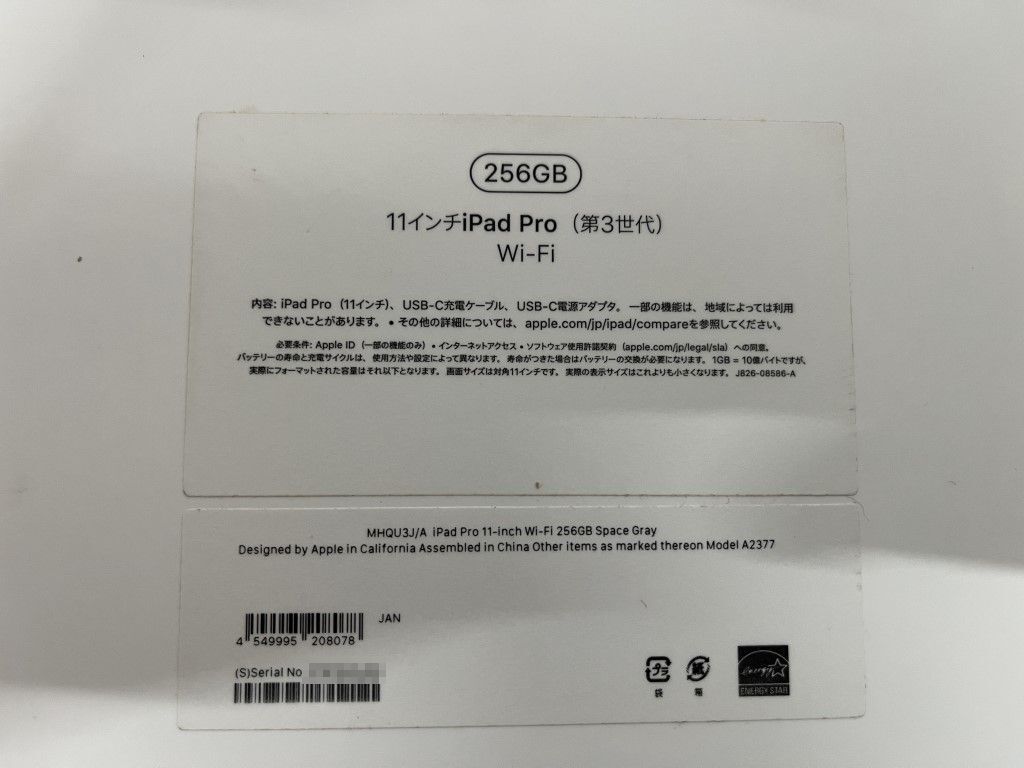 256GB
11インチiPad Pro（第3世代）
Wi-Fi
内容: iPad Pro（11インチ）、USB-C充電ケーブル、USB-C電源アダプタ。一部の機能は、地域によっては利用
できないことがあります。• その他の詳細については、apple.com/jp/ipad/compareを参照してください。
必要条件: Apple ID（一部の機能のみ）• インターネットアクセス • ソフトウェア使用許諾契約（apple.com/jp/legal/sla）への同意。
バッテリーの寿命と充電サイクルは、使用方法や設定によって異なります。寿命がつきた場合はバッテリーの交換が必要になります。1GB = 10億バイトですが、
実際にフォーマットされた容量はそれ以下となります。画面サイズは対角11インチです。実際の表示サイズはこれよりも小さくなります。J826-08586-A
MHQU3J/A iPad Pro 11-inch Wi-Fi 256GB Space Gray
Designed by Apple in California Assembled in China Other items as marked thereon Model A2377
JAN
4 549995 208078
(S)Serial No
プラ 紙
袋 箱
energy
ENERGY STAR